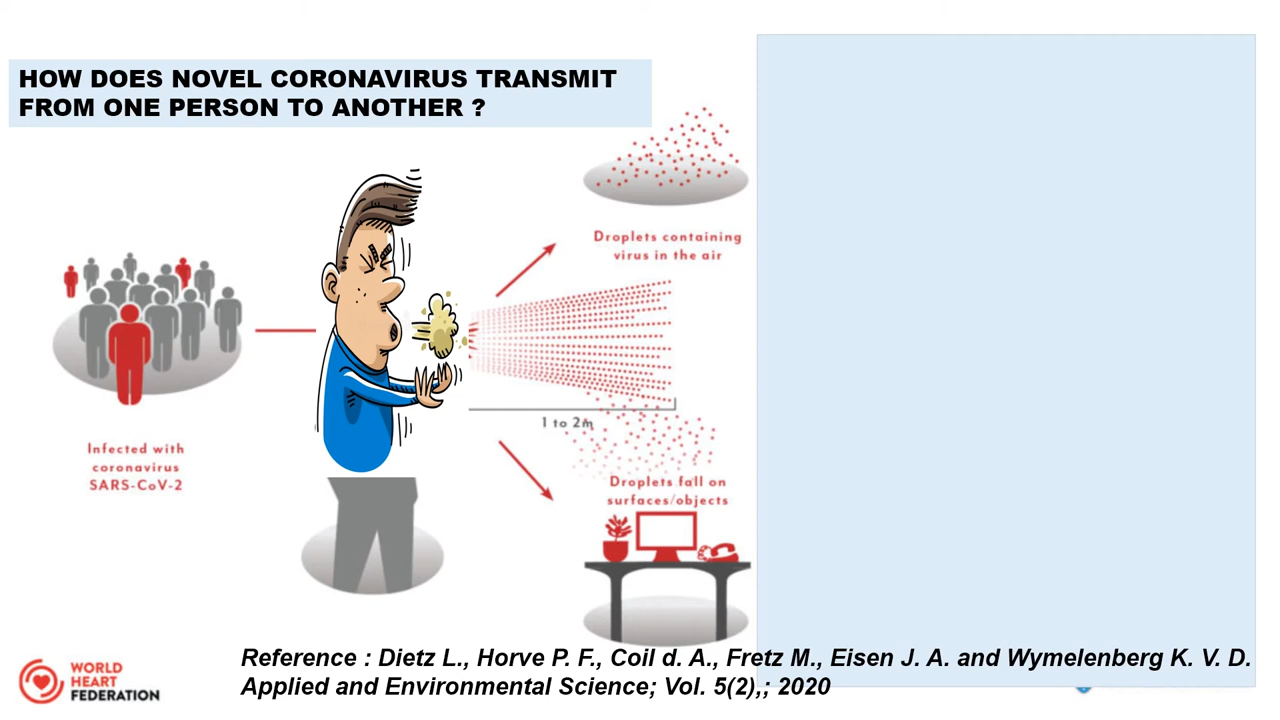 HOW DOES NOVEL CORONAVIRUS TRANSMIT
FROM ONE PERSON TO ANOTHER ?
Droplets containing
virus in the air
1 to 2m
Infected with
coronavirus
SARS-CoV-2
Droplets fall on
surfaces/objects
Reference : Dietz L., Horve P. F., Coil d. A., Fretz M., Eisen J. A. and Wymelenberg K. V. D.
Applied and Environmental Science; Vol. 5(2),; 2020
WORLD
HEART
FEDERATION